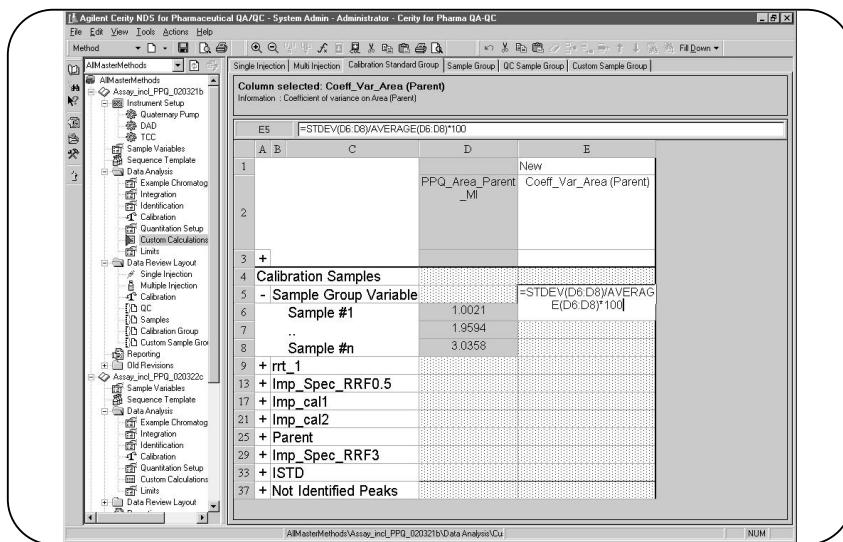 Agilent Cerity NDS for Pharmaceutical QA/QC - System Admin - Administrator - Cerity for Pharma QA-QC
File Edit View Tools Actions Help
Method
Fill Down
AllMasterMethods
Single Injection | Multi Injection | Calibration Standard Group | Sample Group | QC Sample Group | Custom Sample Group |
AllMasterMethods
Assay_incl_PPQ_020321b
Instrument Setup
Quaternary Pump
DAD
TCC
Sample Variables
Sequence Template
Data Analysis
Example Chromatog
Integration
Identification
Calibration
Quantitation Setup
Custom Calculations
Limits
Data Review Layout
Single Injection
Multiple Injection
Calibration
QC
Samples
Calibration Group
Custom Sample Grou
Reporting
Old Revisions
Assay_incl_PPQ_020322c
Sample Variables
Sequence Template
Data Analysis
Example Chromatog
Integration
Identification
Calibration
Quantitation Setup
Custom Calculations
Limits
Data Review Layout
Column selected: Coeff_Var_Area (Parent)
Information : Coefficient of variance on Area (Parent)
E5 =STDEV(D6:D8)/AVERAGE(D6:D8)*100
A B C D E
1 New
2 PPQ_Area_Parent
_MI Coeff_Var_Area (Parent)
3 +
4 Calibration Samples
5 - Sample Group Variable =STDEV(D6:D8)/AVERAG
E(D6:D8)*100
6 Sample #1 1.0021
7 .. 1.9594
8 Sample #n 3.0358
9 + rrt_1
13 + Imp_Spec_RRF0.5
17 + Imp_cal1
21 + Imp_cal2
25 + Parent
29 + Imp_Spec_RRF3
33 + ISTD
37 + Not Identified Peaks
AllMasterMethods\Assay_incl_PPQ_020321b\Data Analysis\Cu
NUM